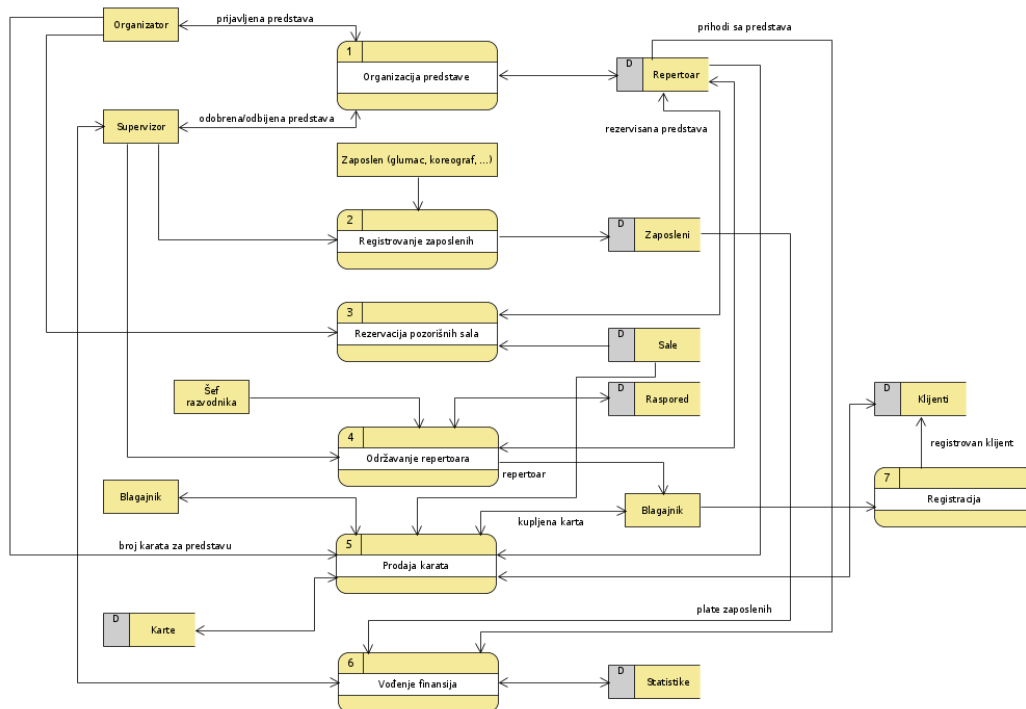 Organizator
prijavljena predstava
prihodi sa predstava
1
Organizacija predstave
D
Repertoar
Supervizor
odobrena/odbijena predstava
rezervisana predstava
Zaposlen (glumac, koreograf, ...)
2
Registrovanje zaposlenih
D
Zaposleni
3
Rezervacija pozorišnih sala
D
Sale
Šef
razvodnika
D
Raspored
D
Klijenti
4
Održavanje repertoara
repertoar
registrovan klijent
7
Registracija
Blagajnik
Blagajnik
kupljena karta
broj karata za predstavu
5
Prodaja karata
D
Karte
plate zaposlenih
6
Vođenje finansija
D
Statistike